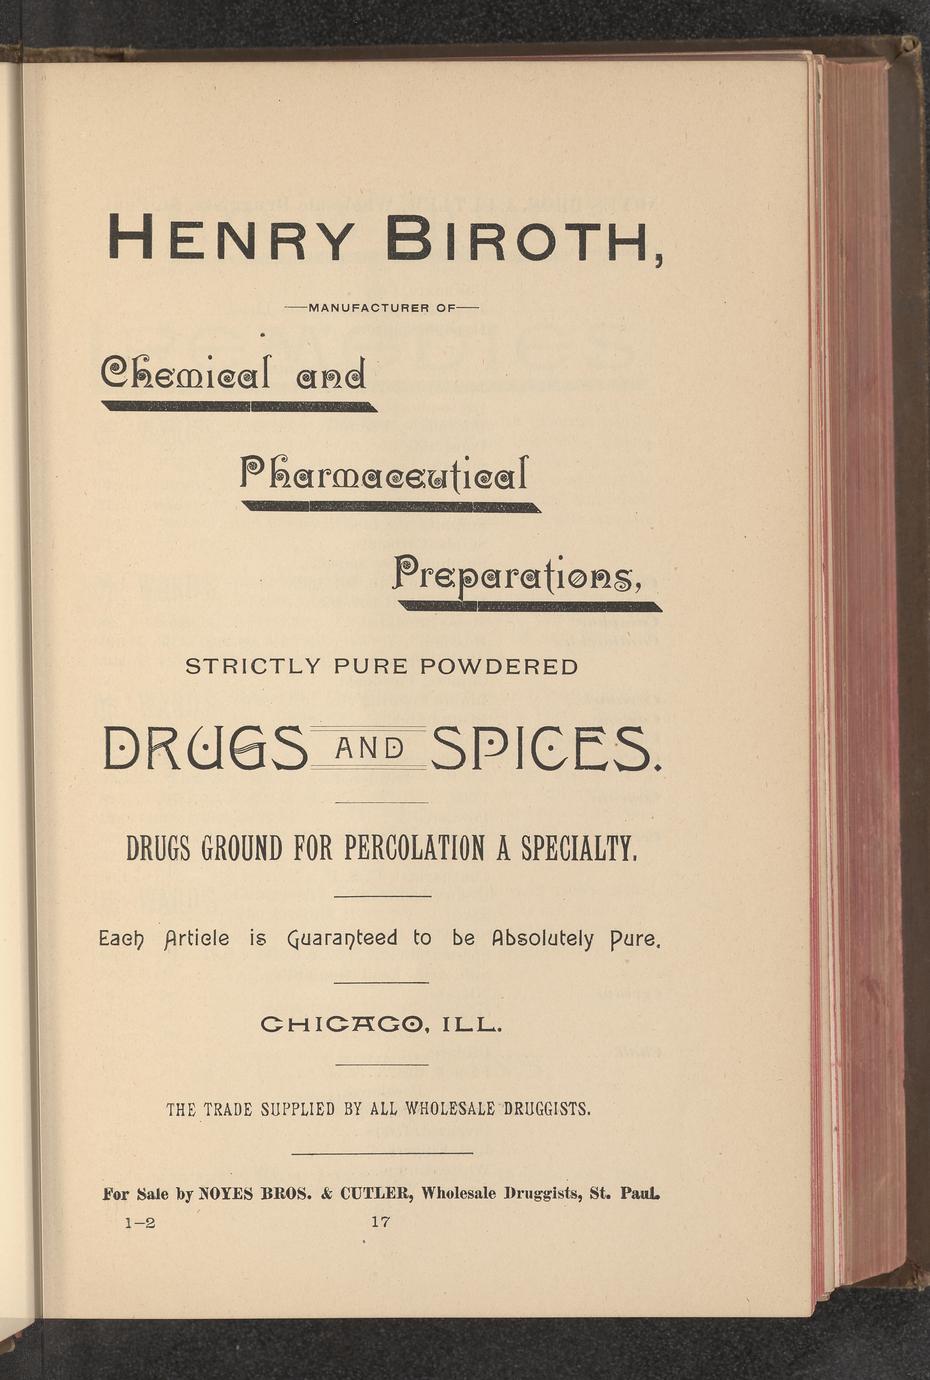 HENRY BIROTH,
—MANUFACTURER OF—
Chemical and
Pharmaceutical
Preparations,
STRICTLY PURE POWDERED
DRUGS AND SPICES.
DRUGS GROUND FOR PERCOLATION A SPECIALTY.
Each Article is Guaranteed to be Absolutely Pure.
CHICAGO, ILL.
THE TRADE SUPPLIED BY ALL WHOLESALE DRUGGISTS.
For Sale by NOYES BROS. & CUTLER, Wholesale Druggists, St. Paul.
1–2 17